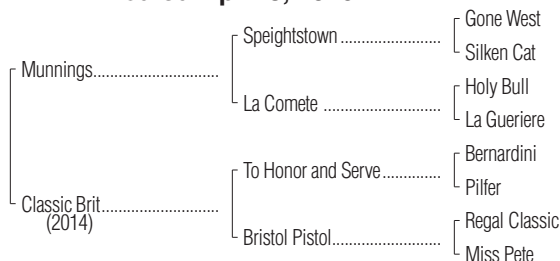 Gone West
Speightstown
Silken Cat
Munnings
Holy Bull
La Comete
La Gueriere
Bernardini
To Honor and Serve
Pilfer
Classic Brit
(2014)
Regal Classic
Bristol Pistol
Miss Pete